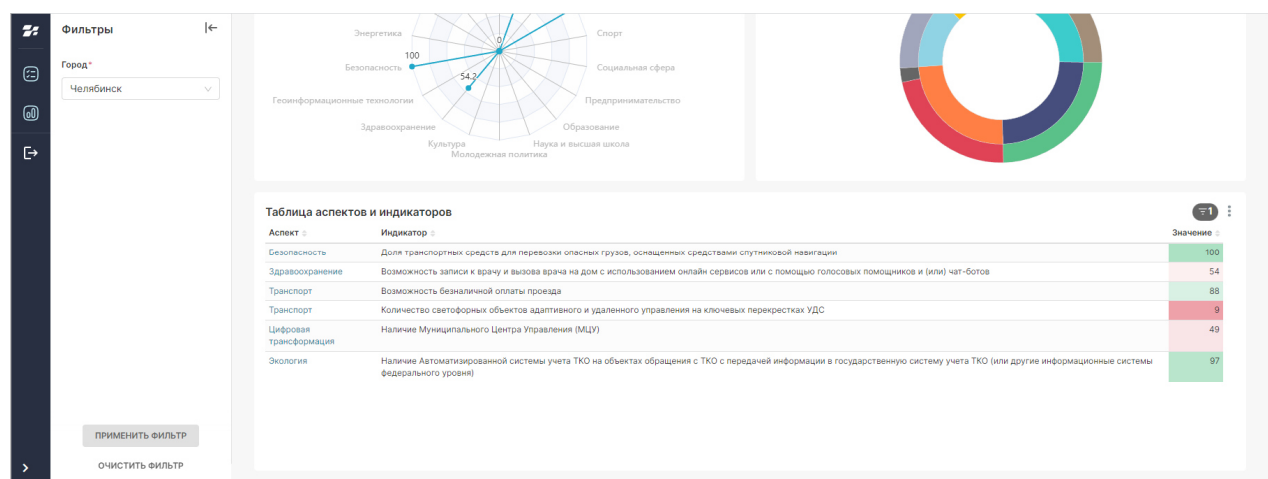 Фильтры
Город*
Челябинск
ПРИМЕНИТЬ ФИЛЬТР
ОЧИСТИТЬ ФИЛЬТР
Энергетика
0
Спорт
100
Безопасность
Социальная сфера
54.2
Геоинформационные технологии
Предпринимательство
Здравоохранение
Образование
Культура
Наука и высшая школа
Молодежная политика
Таблица аспектов и индикаторов
1
Аспект Индикатор Значение
Безопасность Доля транспортных средств для перевозки опасных грузов, оснащенных средствами спутниковой навигации 100
Здравоохранение Возможность записи к врачу и вызова врача на дом с использованием онлайн сервисов или с помощью голосовых помощников и (или) чат-ботов 54
Транспорт Возможность безналичной оплаты проезда 88
Транспорт Количество светофорных объектов адаптивного и удаленного управления на ключевых перекрестках УДС 9
Цифровая Наличие Муниципального Центра Управления (МЦУ) 49
трансформация
Экология Наличие Автоматизированной системы учета ТКО на объектах обращения с ТКО с передачей информации в государственную систему учета ТКО (или другие информационные системы 97
федерального уровня)